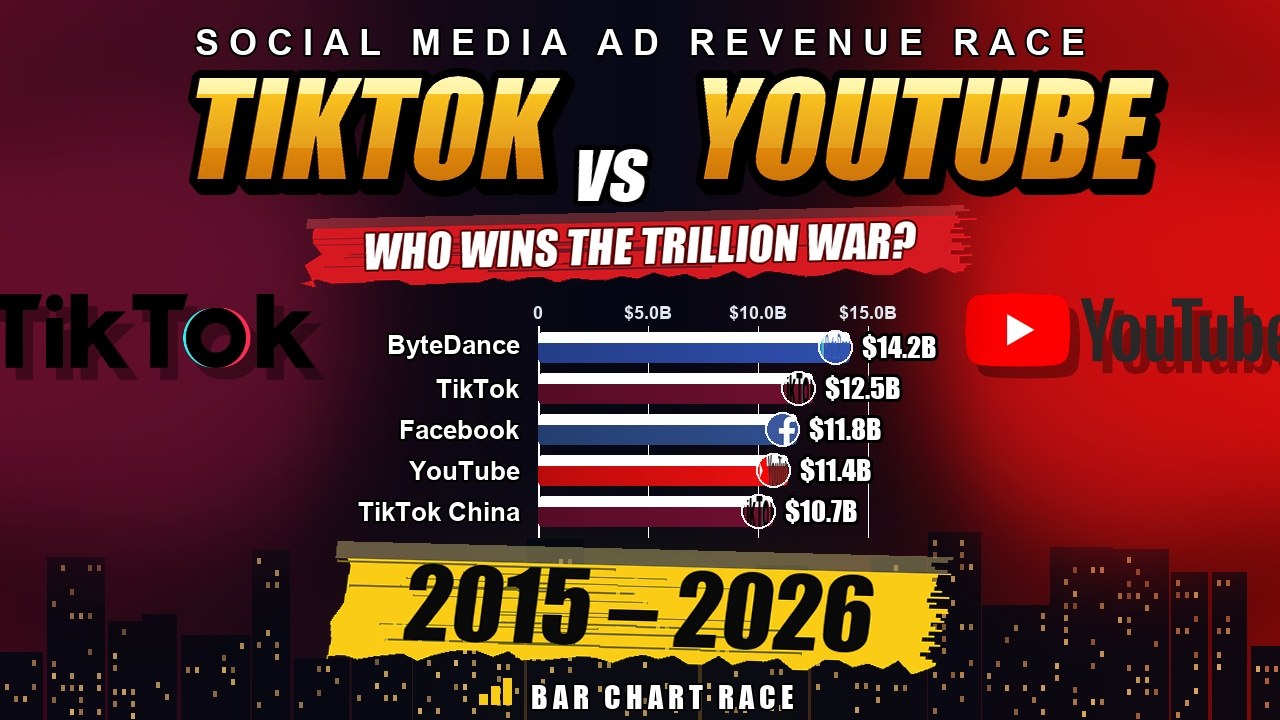 SOCIAL MEDIA AD REVENUE RACE
TIKTOK VS YOUTUBE
WHO WINS THE TRILLION WAR?
TikTok
YouTube
0 $5.0B $10.0B $15.0B
ByteDance $14.2B
TikTok $12.5B
Facebook $11.8B
YouTube $11.4B
TikTok China $10.7B
2015 – 2026
BAR CHART RACE